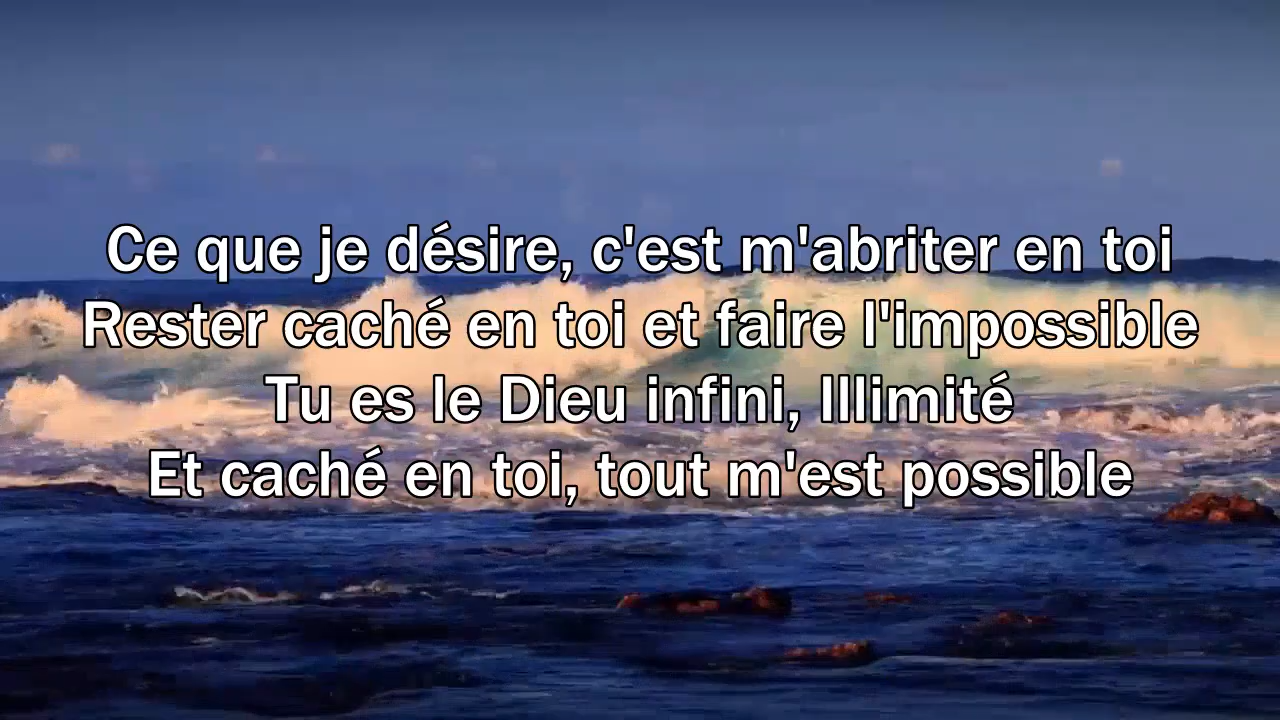 Ce que je désire, c'est m'abriter en toi
Rester caché en toi et faire l'impossible
Tu es le Dieu infini, Illimité
Et caché en toi, tout m'est possible